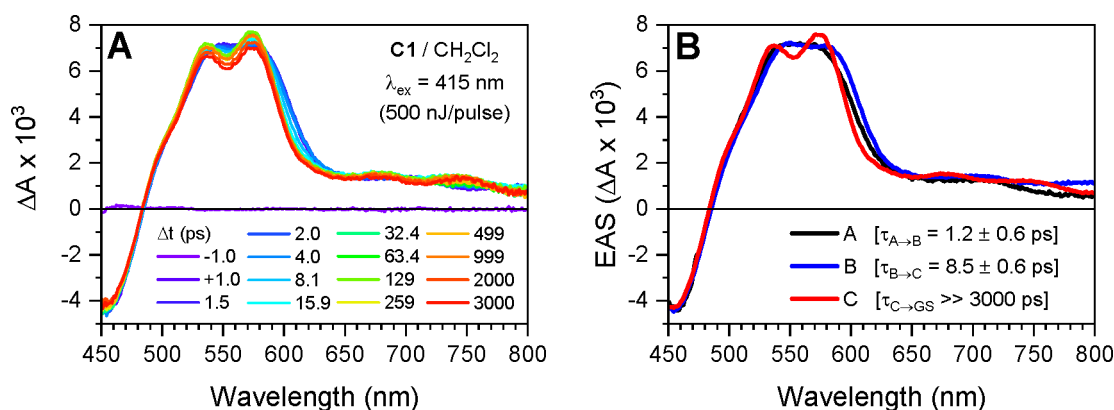 A
C1 / CH2Cl2
λex = 415 nm
(500 nJ/pulse)
ΔA x 10³
8
6
4
2
0
-2
-4
Δt (ps)
-1.0
+1.0
1.5
2.0
4.0
8.1
15.9
32.4
63.4
129
259
499
999
2000
3000
450 500 550 600 650 700 750 800
Wavelength (nm)
B
EAS (ΔA x 10³)
8
6
4
2
0
-2
-4
A [τA→B = 1.2 ± 0.6 ps]
B [τB→C = 8.5 ± 0.6 ps]
C [τC→GS >> 3000 ps]
450 500 550 600 650 700 750 800
Wavelength (nm)